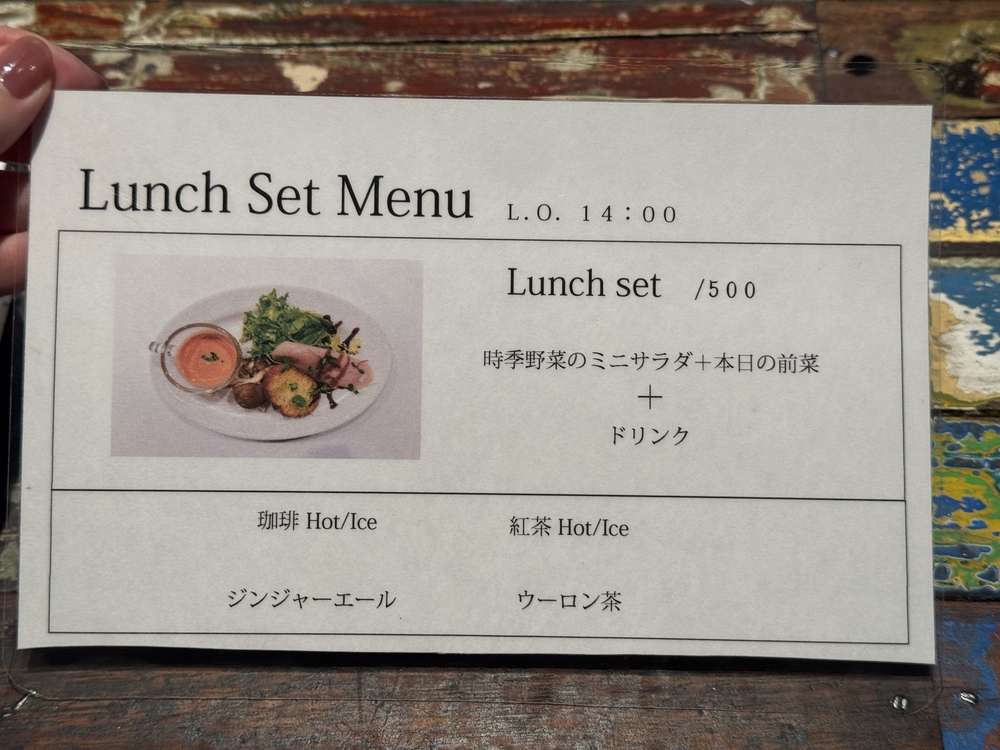 Lunch Set Menu L.O. 14：00
Lunch set /500
時季野菜のミニサラダ＋本日の前菜
＋
ドリンク
珈琲 Hot/Ice 紅茶 Hot/Ice
ジンジャーエール ウーロン茶